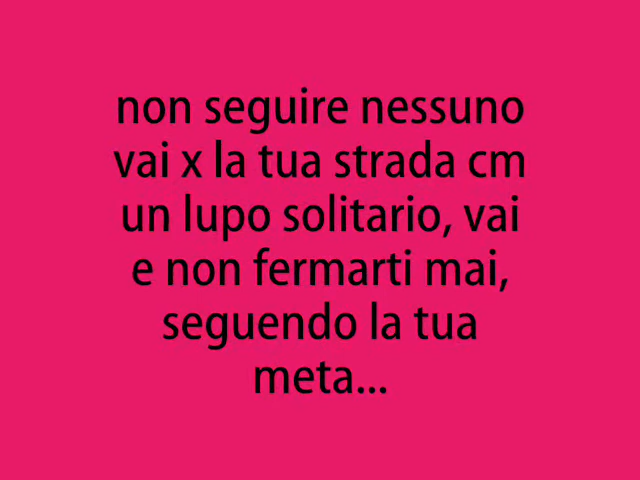 non seguire nessuno
vai x la tua strada cm
un lupo solitario, vai
e non fermarti mai,
seguendo la tua
meta...